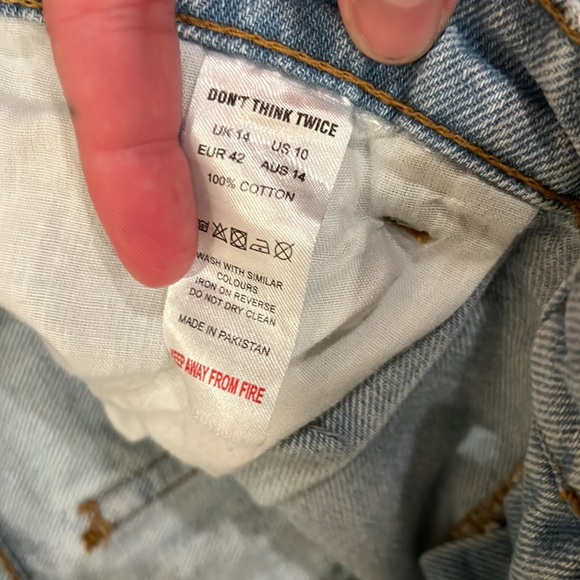 DON'T THINK TWICE
UK 14 US 10
EUR 42 AUS 14
100% COTTON
WASH WITH SIMILAR
COLOURS
IRON ON REVERSE
DO NOT DRY CLEAN
MADE IN PAKISTAN
KEEP AWAY FROM FIRE